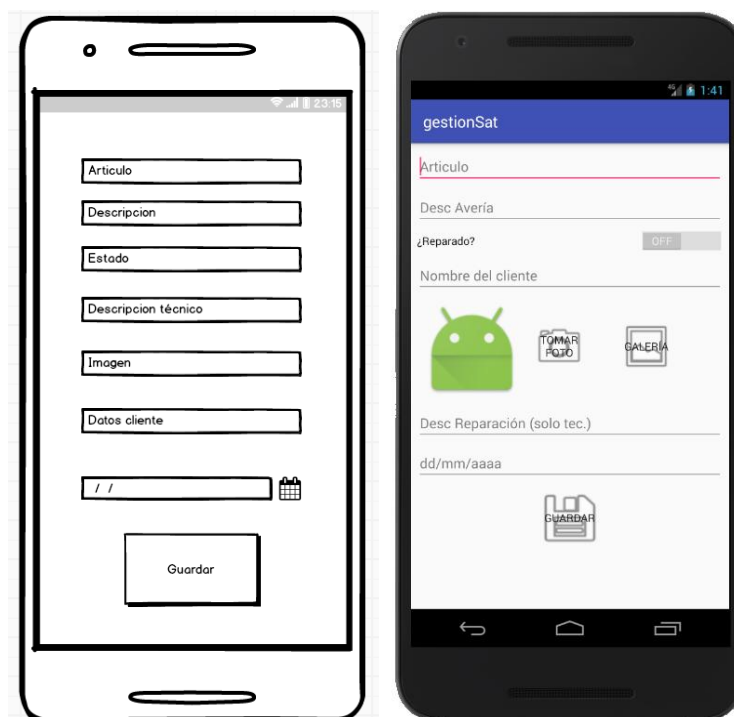 23:15
Articulo
Descripcion
Estado
Descripcion técnico
Imagen
Datos cliente
/ /
Guardar
4G 1:41
gestionSat
Articulo
Desc Avería
¿Reparado?
OFF
Nombre del cliente
TOMAR
FOTO
GALERÍA
Desc Reparación (solo tec.)
dd/mm/aaaa
GUARDAR